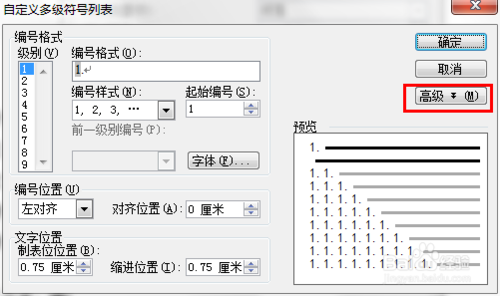 自定义多级符号列表
编号格式
级别(V)
编号格式(O):
1
2
3
4
5
6
7
8
9
1.
编号样式(N):
起始编号(S):
1, 2, 3, …
1
前一级别编号(P):
字体(F)...
确定
取消
高级 (M)
编号位置(U)
左对齐
对齐位置(A):
0 厘米
文字位置
制表位位置(B):
0.75 厘米
缩进位置(I):
0.75 厘米
预览
1.
1.1.
1.1.1.
1.1.1.1.
1.1.1.1.1.
1.1.1.1.1.1.
1.1.1.1.1.1.1.
1.1.1.1.1.1.1.1.
1.1.1.1.1.1.1.1.1.